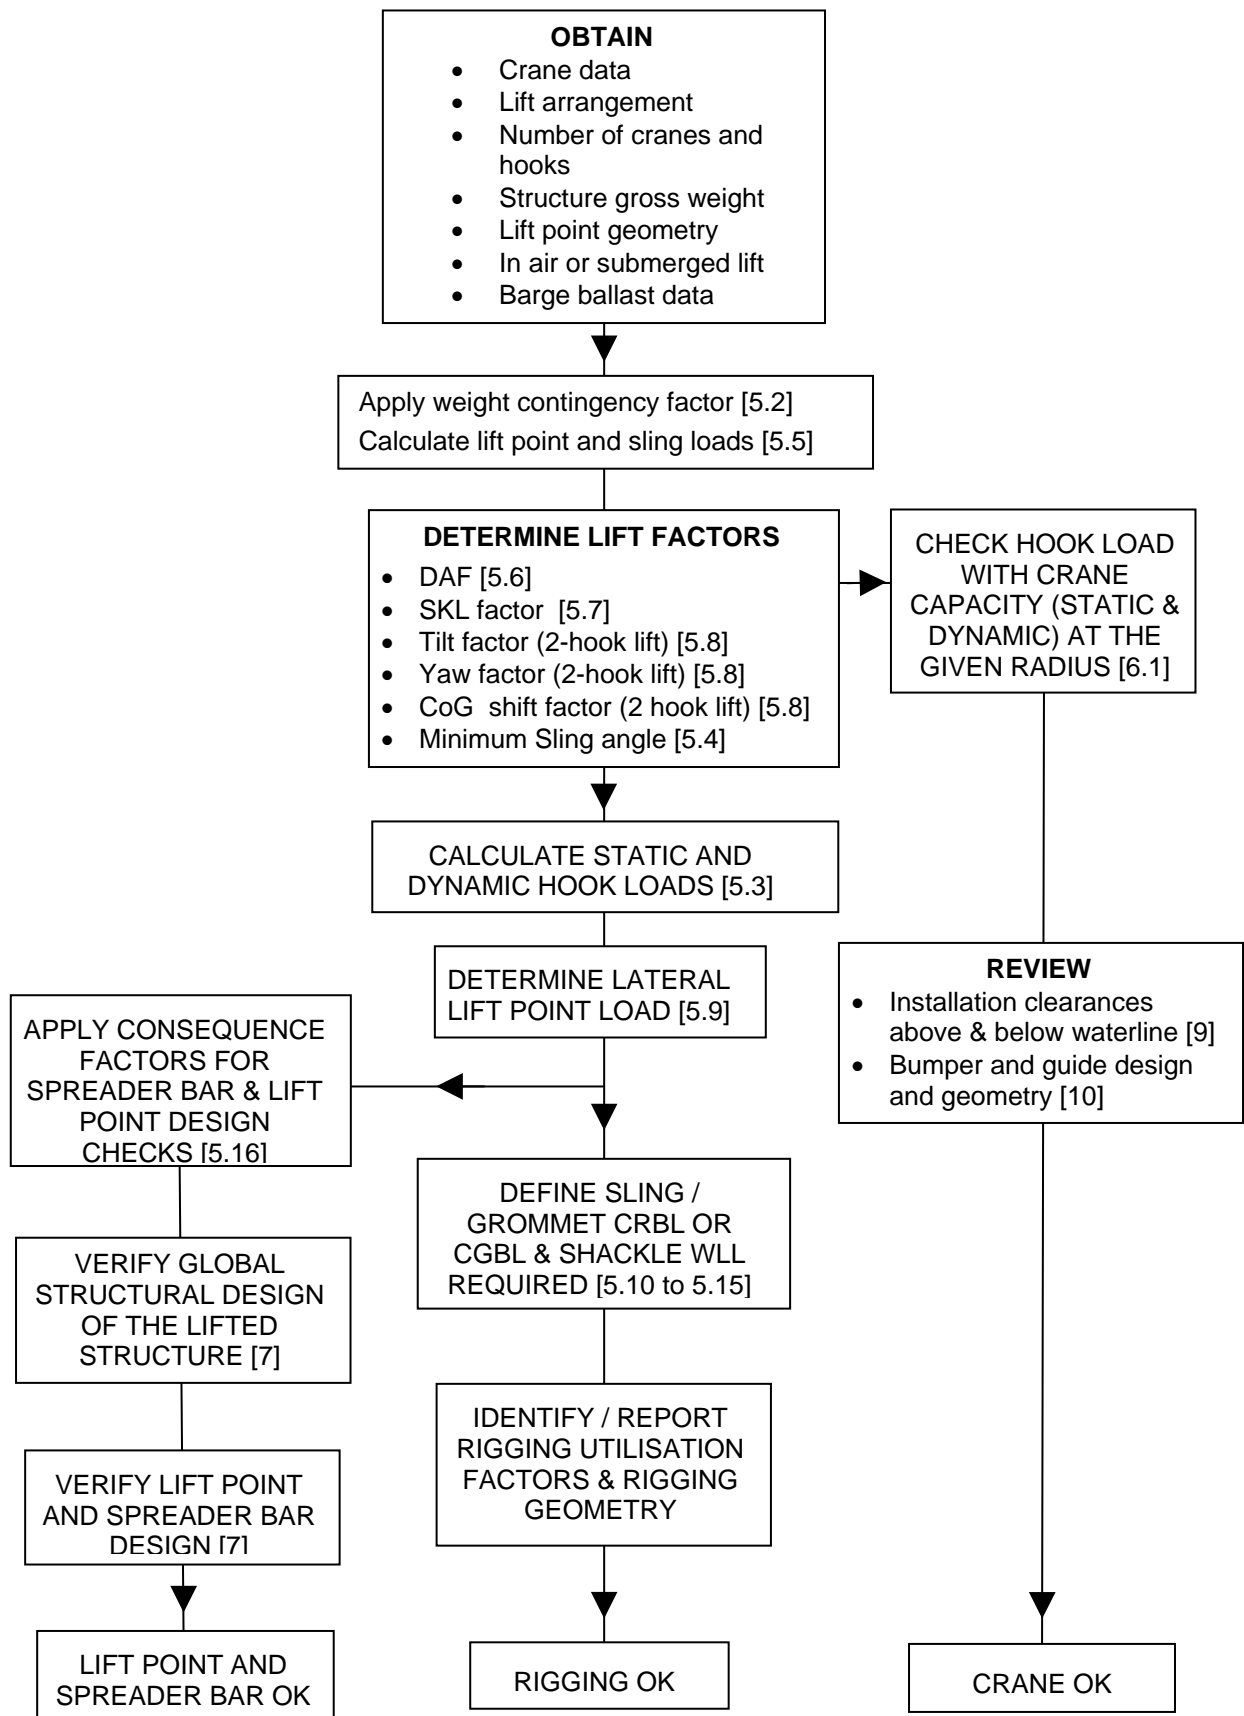 OBTAIN
• Crane data
• Lift arrangement
• Number of cranes and
hooks
• Structure gross weight
• Lift point geometry
• In air or submerged lift
• Barge ballast data
Apply weight contingency factor [5.2]
Calculate lift point and sling loads [5.5]
DETERMINE LIFT FACTORS
• DAF [5.6]
• SKL factor [5.7]
• Tilt factor (2-hook lift) [5.8]
• Yaw factor (2-hook lift) [5.8]
• CoG shift factor (2 hook lift) [5.8]
• Minimum Sling angle [5.4]
CHECK HOOK LOAD
WITH CRANE
CAPACITY (STATIC &
DYNAMIC) AT THE
GIVEN RADIUS [6.1]
CALCULATE STATIC AND
DYNAMIC HOOK LOADS [5.3]
DETERMINE LATERAL
LIFT POINT LOAD [5.9]
REVIEW
• Installation clearances
above & below waterline [9]
• Bumper and guide design
and geometry [10]
APPLY CONSEQUENCE
FACTORS FOR
SPREADER BAR & LIFT
POINT DESIGN
CHECKS [5.16]
DEFINE SLING /
GROMMET CRBL OR
CGBL & SHACKLE WLL
REQUIRED [5.10 to 5.15]
VERIFY GLOBAL
STRUCTURAL DESIGN
OF THE LIFTED
STRUCTURE [7]
IDENTIFY / REPORT
RIGGING UTILISATION
FACTORS & RIGGING
GEOMETRY
VERIFY LIFT POINT
AND SPREADER BAR
DESIGN [7]
LIFT POINT AND
SPREADER BAR OK
RIGGING OK
CRANE OK